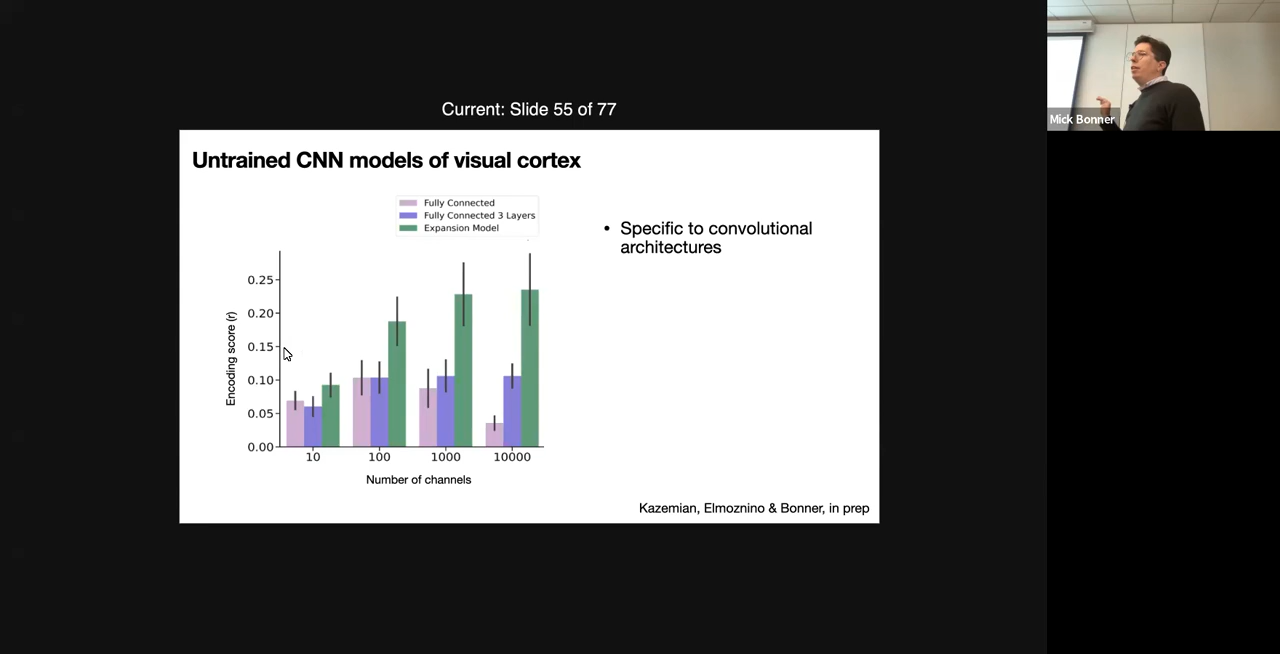 Current: Slide 55 of 77
Mick Bonner
Untrained CNN models of visual cortex
Fully Connected
Fully Connected 3 Layers
Expansion Model
• Specific to convolutional
architectures
Encoding score (r)
0.25
0.20
0.15
0.10
0.05
0.00
10 100 1000 10000
Number of channels
Kazemian, Elmoznino & Bonner, in prep